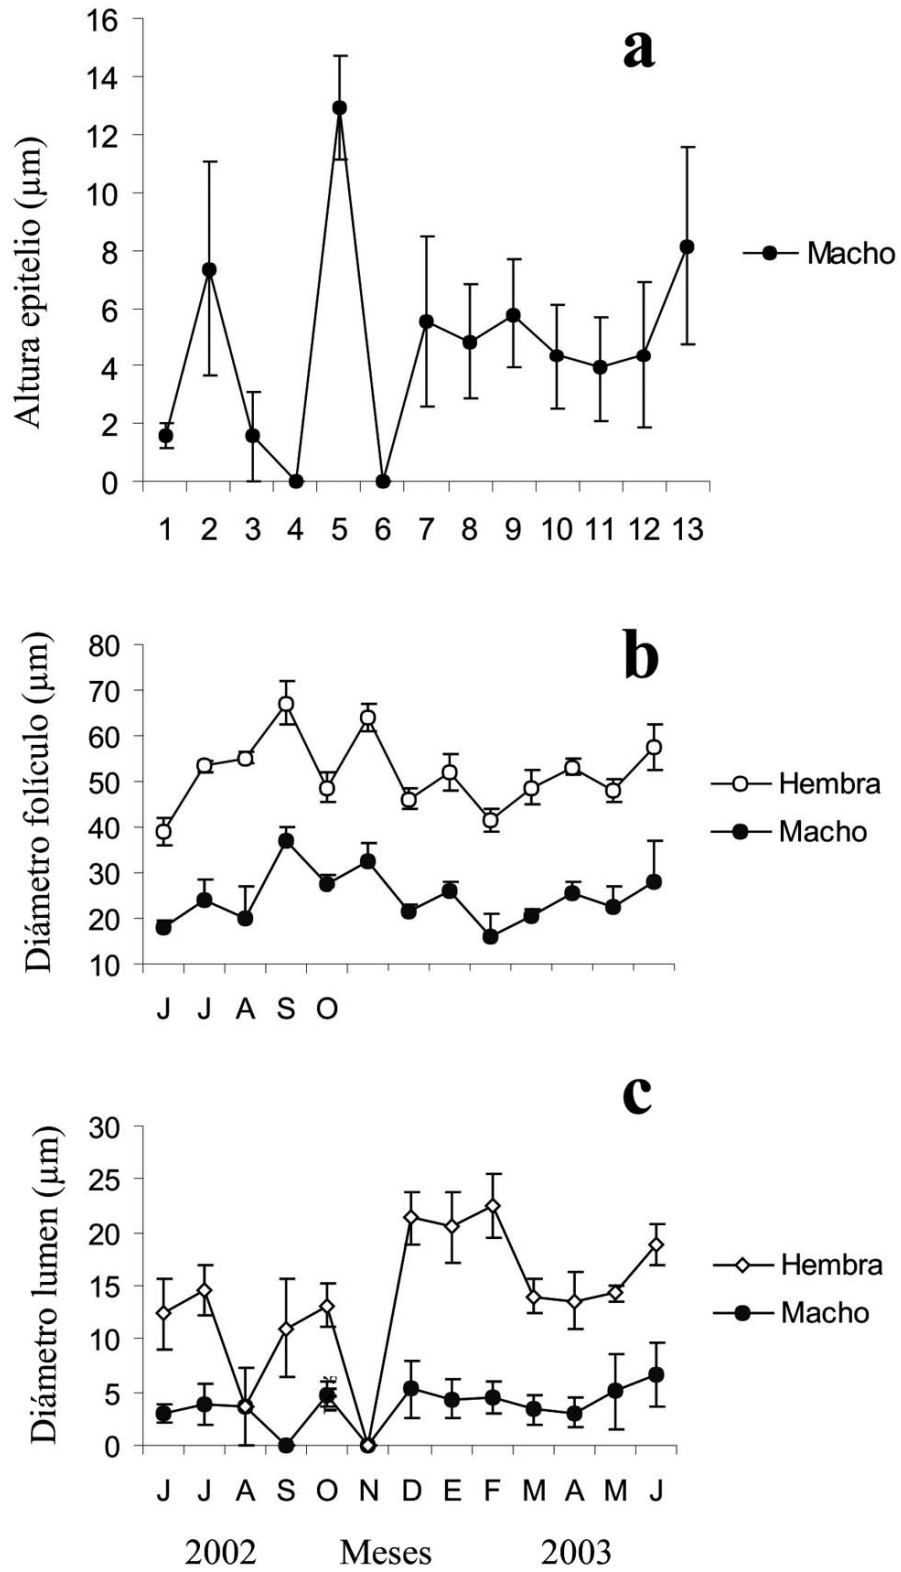 a
Altura epitelio (µm)
16
14
12
10
8
6
4
2
0
1 2 3 4 5 6 7 8 9 10 11 12 13
Macho
b
Diámetro folículo (µm)
80
70
60
50
40
30
20
10
J J A S O
Hembra
Macho
c
Diámetro lumen (µm)
30
25
20
15
10
5
0
J J A S O N D E F M A M J
Hembra
Macho
2002 Meses 2003